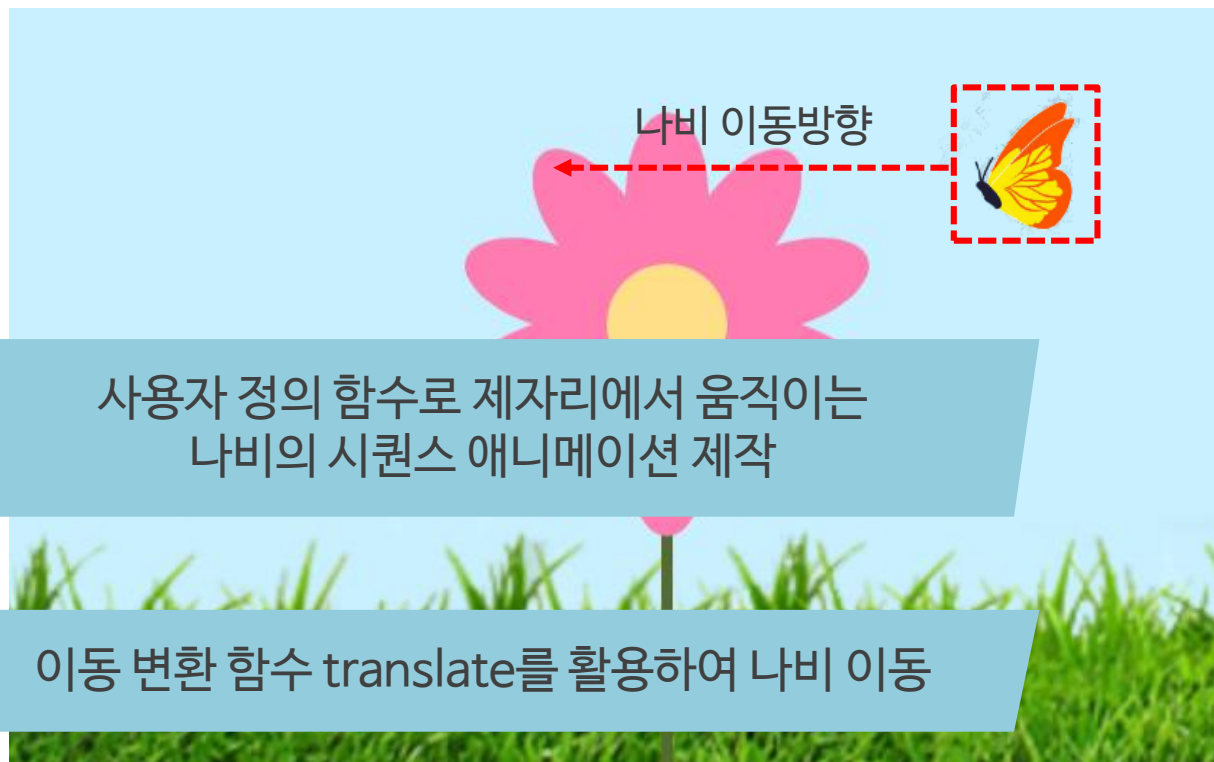 나비 이동방향
사용자 정의 함수로 제자리에서 움직이는
나비의 시퀀스 애니메이션 제작
이동 변환 함수 translate를 활용하여 나비 이동